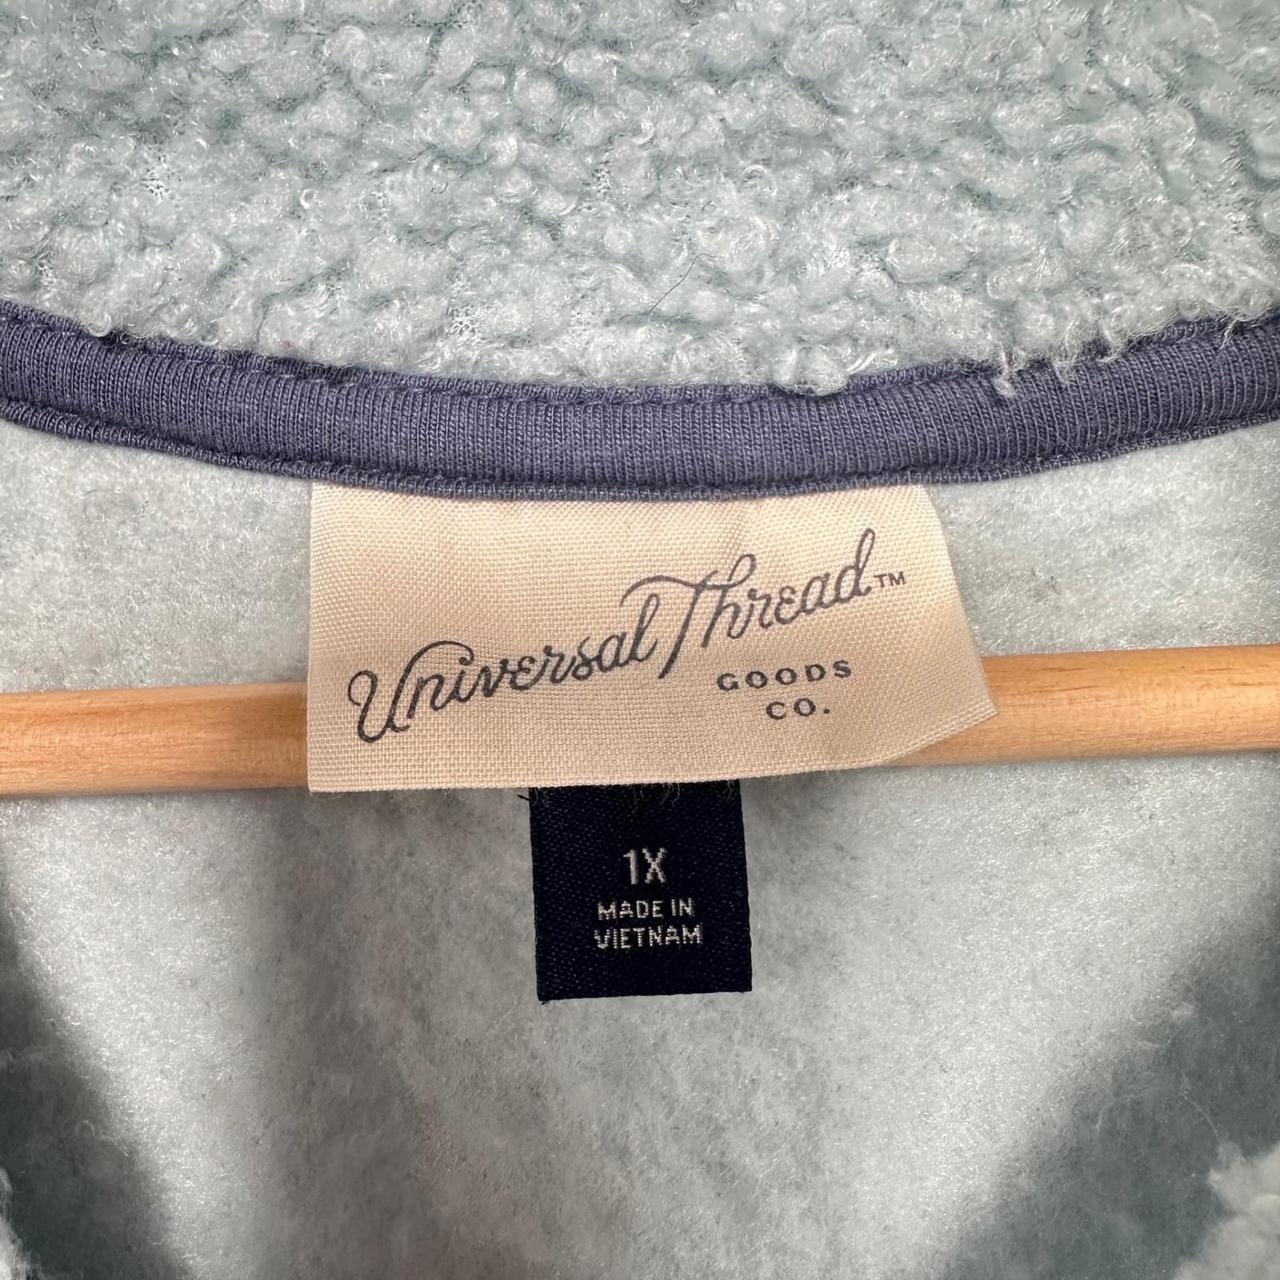 Universal Thread™
GOODS
CO.
1X
MADE IN
VIETNAM